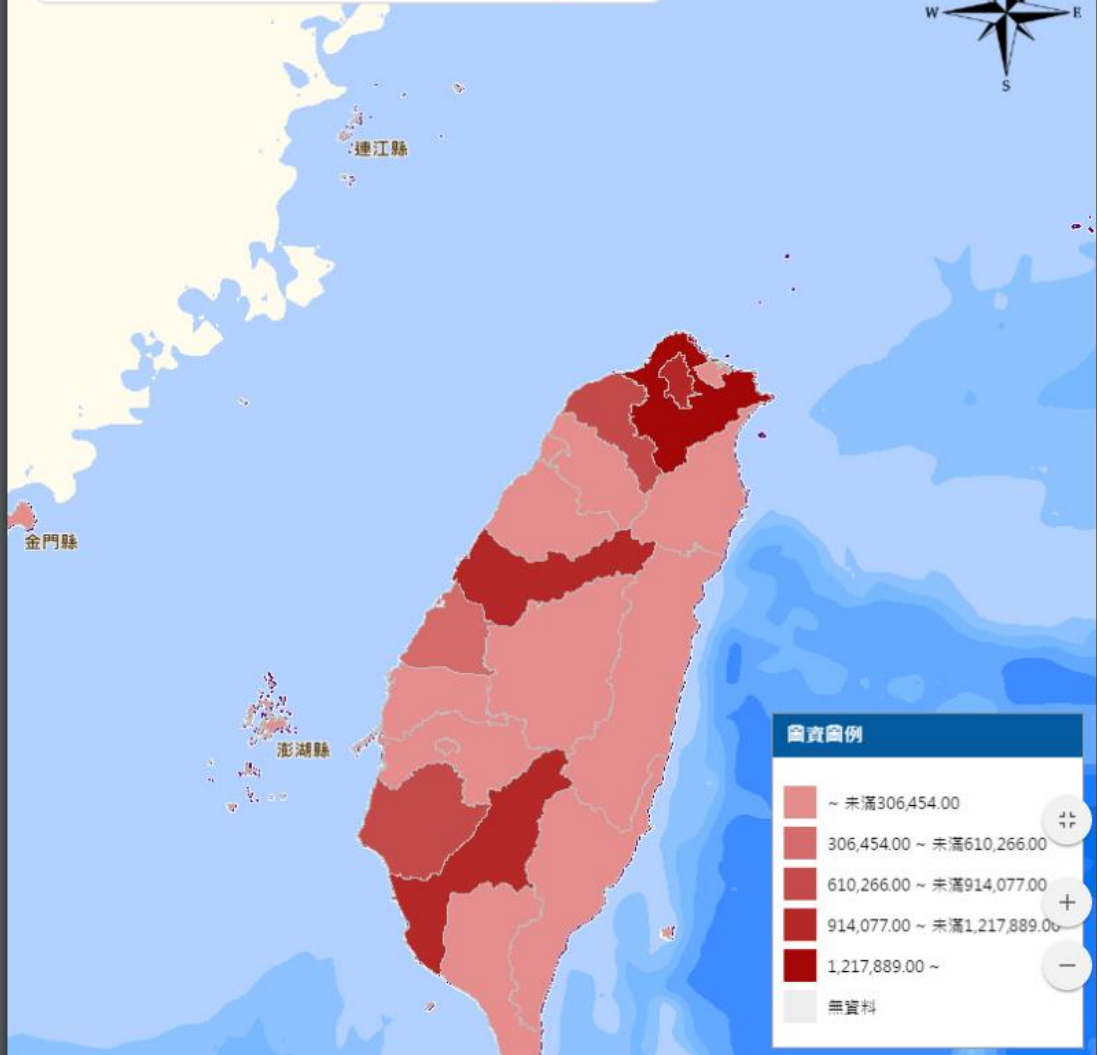 W E
S
連江縣
金門縣
澎湖縣
圖資圖例
~ 未滿306,454.00
306,454.00 ~ 未滿610,266.00
610,266.00 ~ 未滿914,077.00
914,077.00 ~ 未滿1,217,889.00
1,217,889.00 ~
無資料